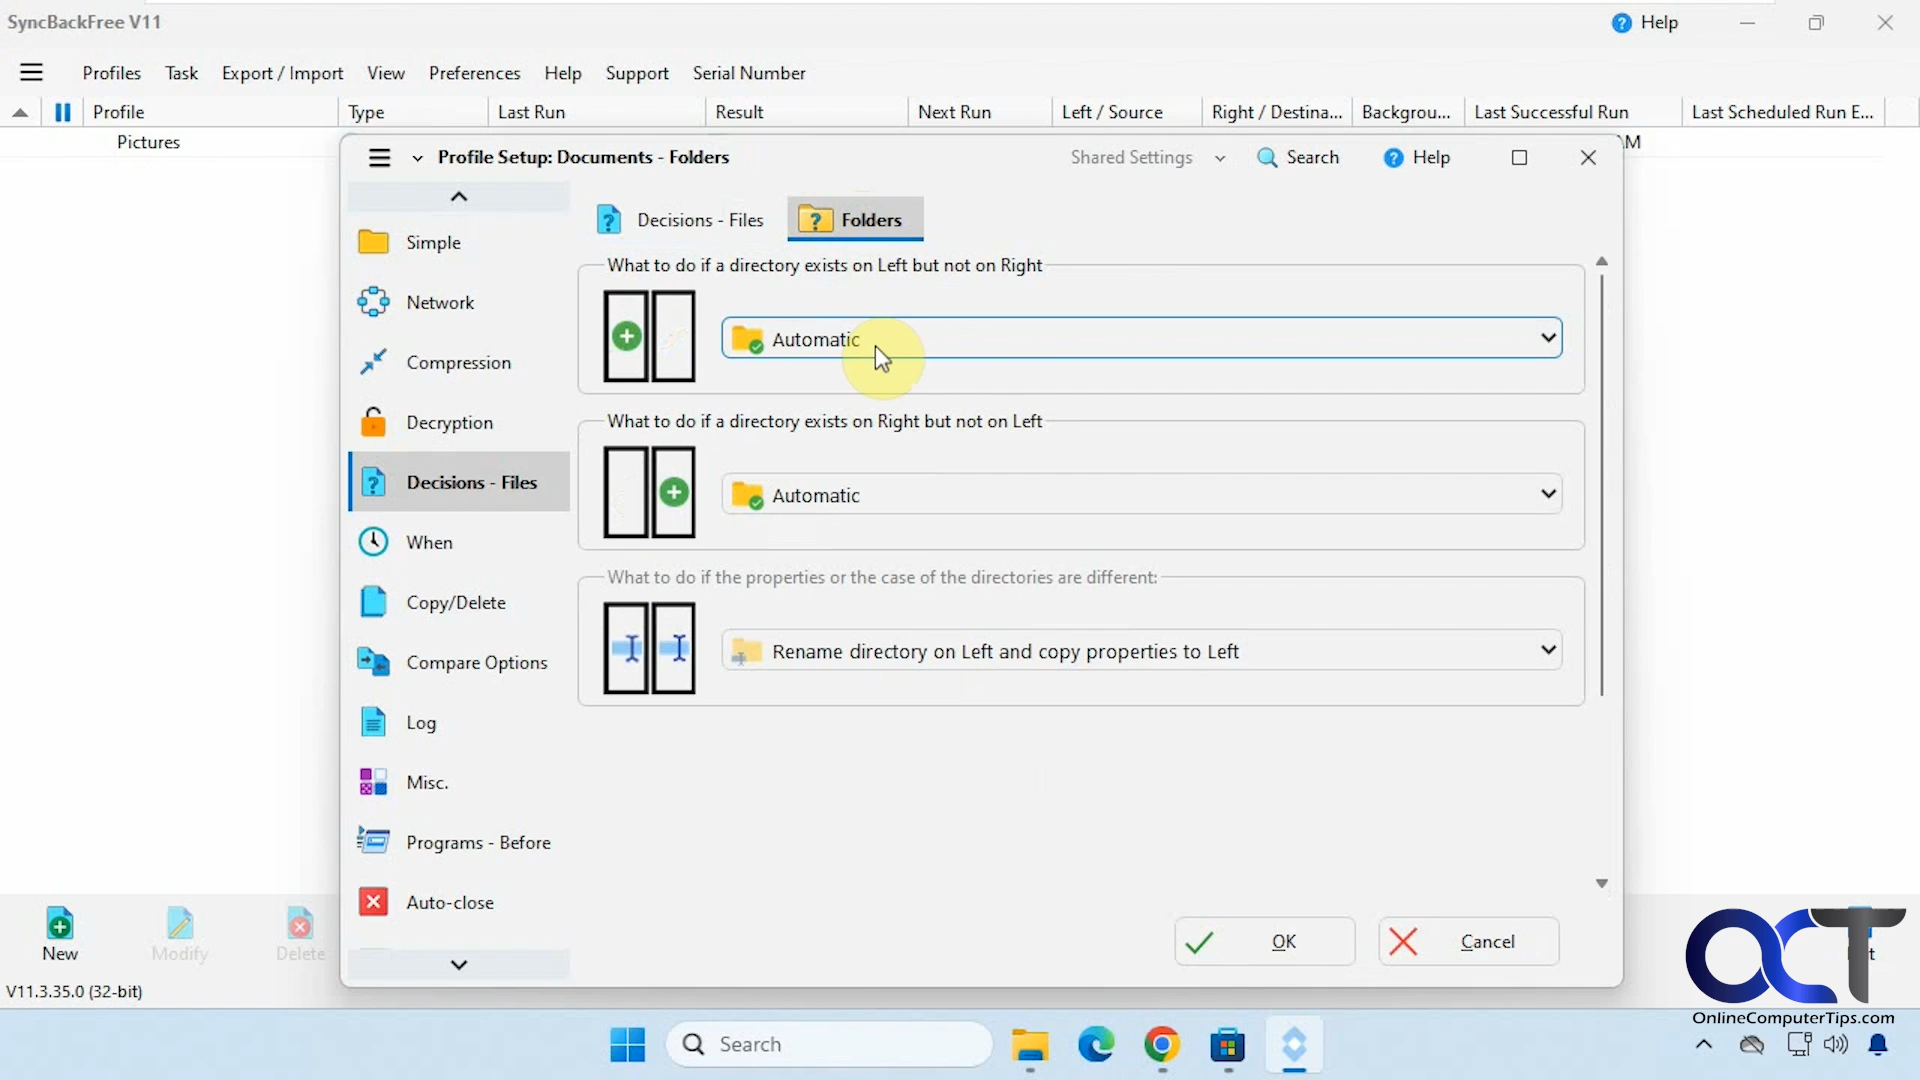 SyncBackFree V11
Help
Profiles Task Export / Import View Preferences Help Support Serial Number
Profile Type Last Run Result Next Run Left / Source Right / Destina... Backgrou... Last Successful Run Last Scheduled Run E...
Pictures
M
Profile Setup: Documents - Folders
Shared Settings
Search
Help
Simple
Network
Compression
Decryption
Decisions - Files
When
Copy/Delete
Compare Options
Log
Misc.
Programs - Before
Auto-close
Decisions - Files
Folders
What to do if a directory exists on Left but not on Right
Automatic
What to do if a directory exists on Right but not on Left
Automatic
What to do if the properties or the case of the directories are different:
Rename directory on Left and copy properties to Left
OK
Cancel
New
Modify
Delete
V11.3.35.0 (32-bit)
OCT
OnlineComputerTips.com
Search